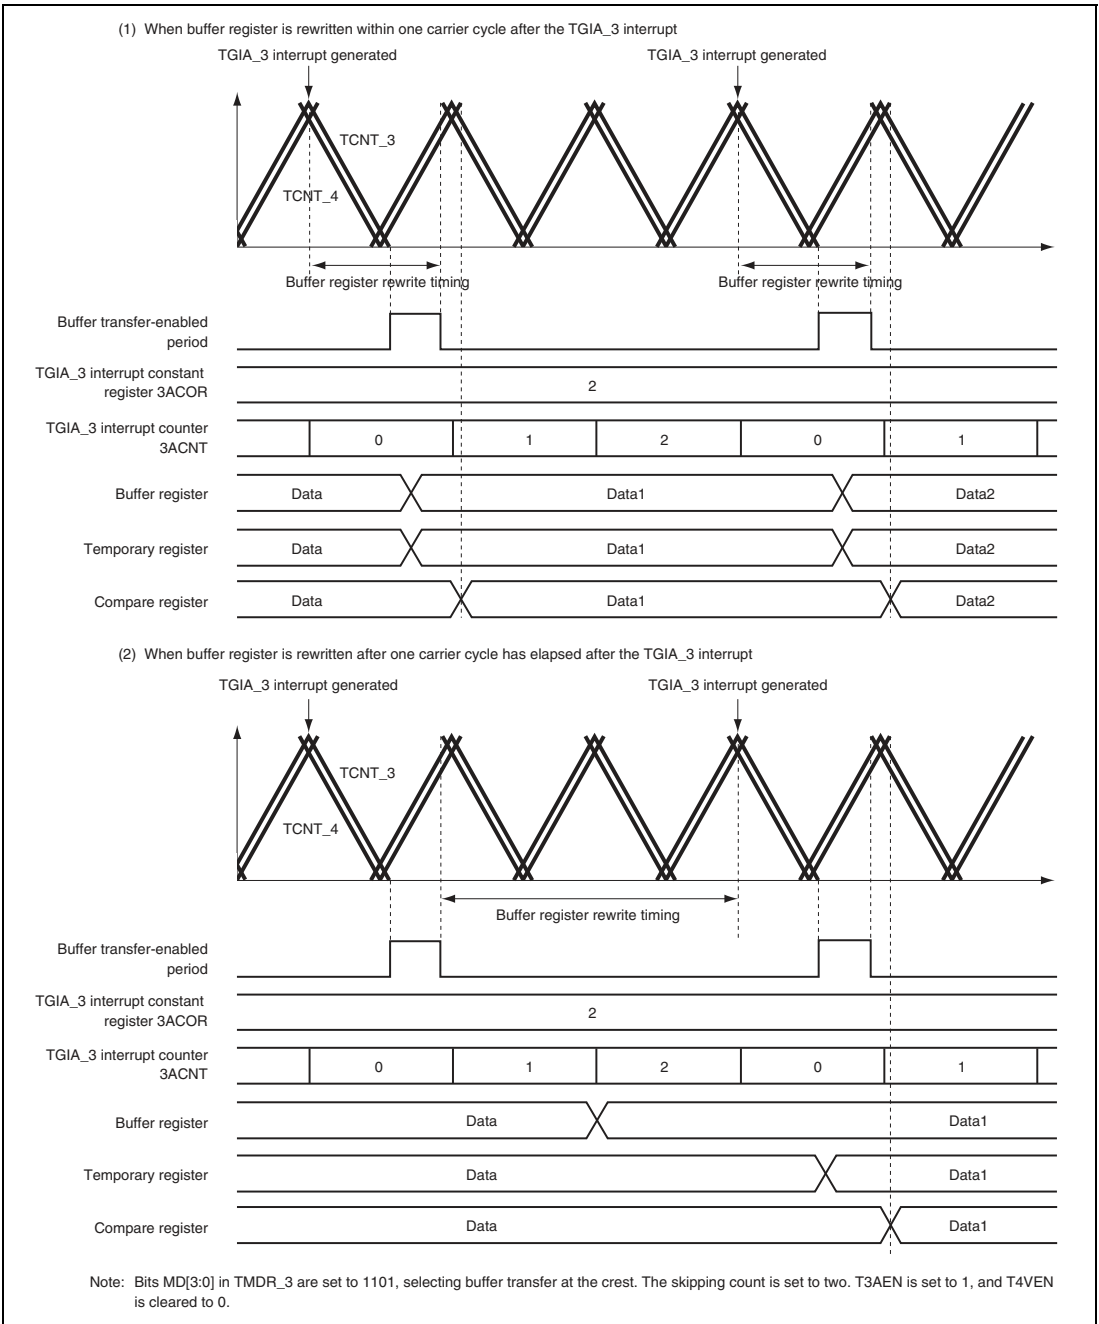 (1) When buffer register is rewritten within one carrier cycle after the TGIA_3 interrupt
TGIA_3 interrupt generated
TGIA_3 interrupt generated
TCNT_3
TCNT_4
Buffer register rewrite timing
Buffer register rewrite timing
Buffer transfer-enabled
period
TGIA_3 interrupt constant
register 3ACOR
2
TGIA_3 interrupt counter
3ACNT
0
1
2
0
1
Buffer register
Data
Data1
Data2
Temporary register
Data
Data1
Data2
Compare register
Data
Data1
Data2
(2) When buffer register is rewritten after one carrier cycle has elapsed after the TGIA_3 interrupt
TGIA_3 interrupt generated
TGIA_3 interrupt generated
TCNT_3
TCNT_4
Buffer register rewrite timing
Buffer transfer-enabled
period
TGIA_3 interrupt constant
register 3ACOR
2
TGIA_3 interrupt counter
3ACNT
0
1
2
0
1
Buffer register
Data
Data1
Temporary register
Data
Data1
Compare register
Data
Data1
Note: Bits MD[3:0] in TMDR_3 are set to 1101, selecting buffer transfer at the crest. The skipping count is set to two. T3AEN is set to 1, and T4VEN
is cleared to 0.